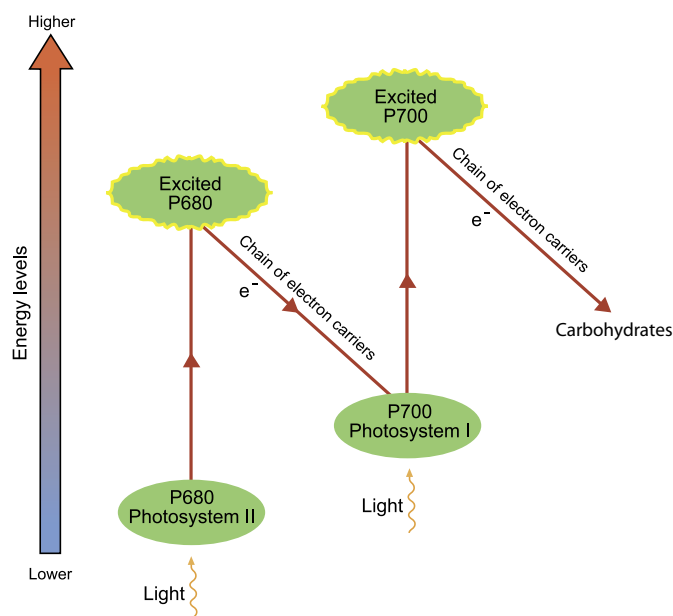 Higher
Excited
P700
Chain of electron carriers
e-
Excited
P680
Chain of electron carriers
e-
Energy levels
Carbohydrates
P700
Photosystem I
P680
Photosystem II
Light
Lower
Light